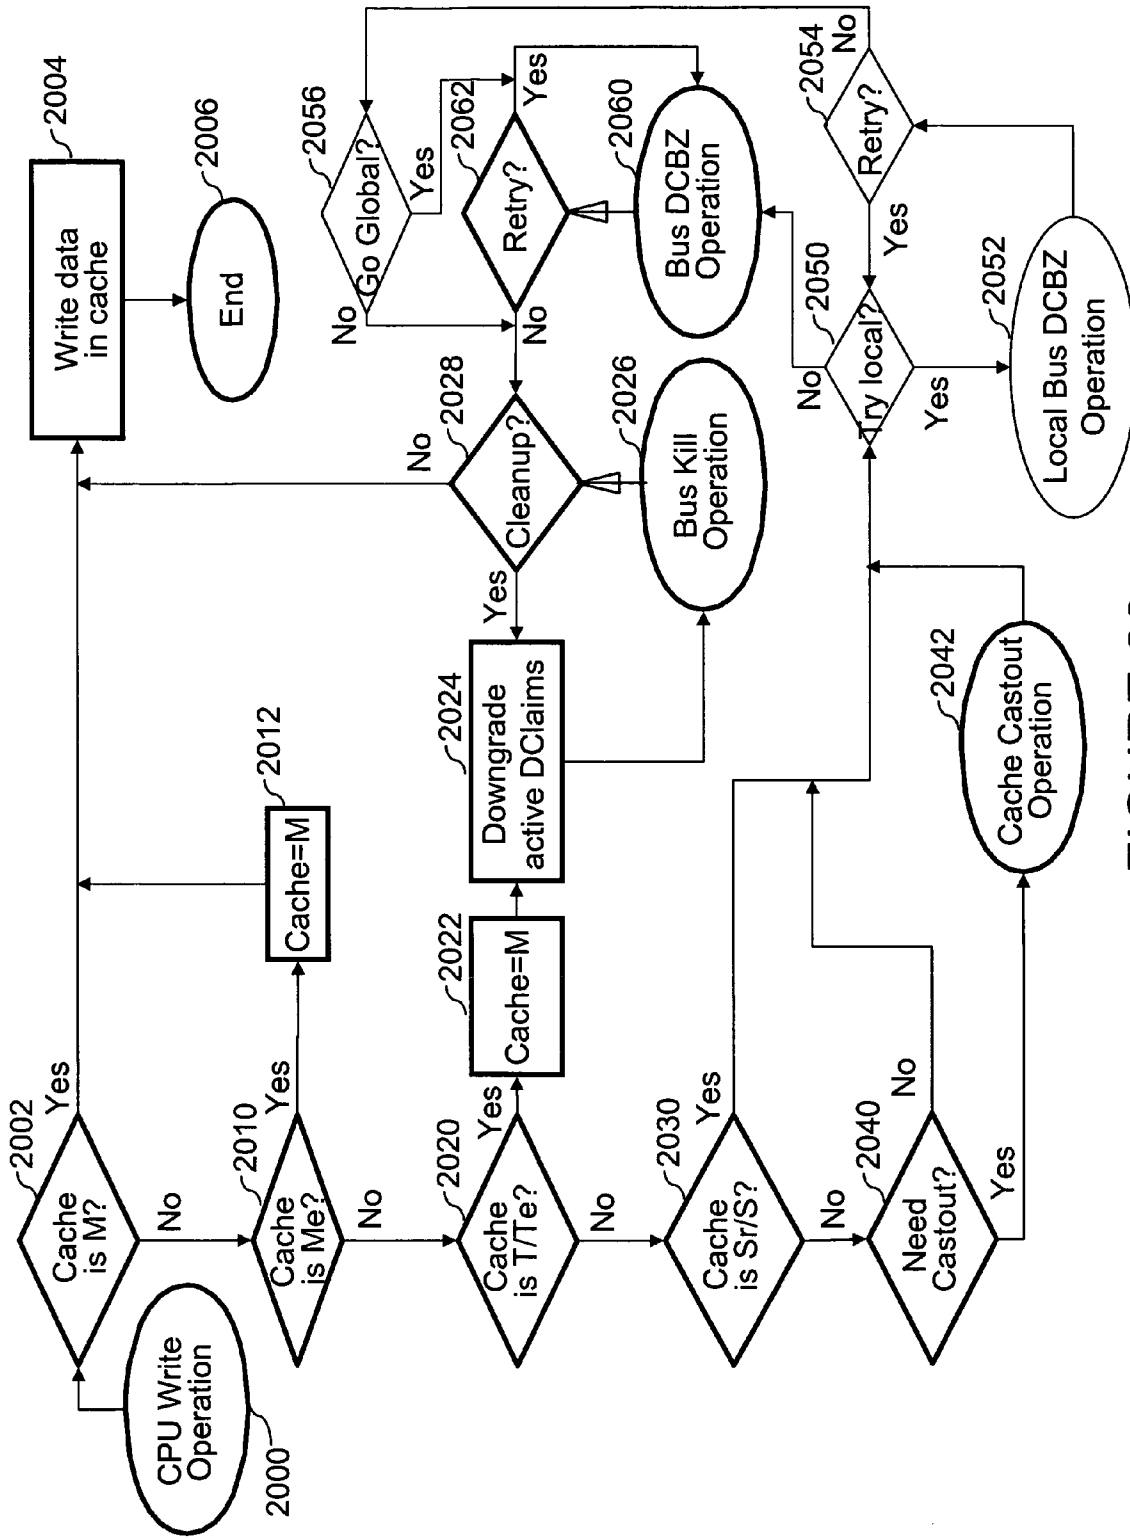 CPU Write
Operation
2000
Cache
is M?
2002
Yes
No
Write data
in cache
2004
End
2006
Cache
is Me?
2010
Yes
No
Cache=M
2012
Cache
is T/Te?
2020
Yes
No
Cache=M
2022
Downgrade
active DClaims
2024
Yes
Cleanup?
2028
No
Bus Kill
Operation
2026
Go Global?
2056
No
Yes
Retry?
2062
No
Yes
Bus DCBZ
Operation
2060
Cache
is Sr/S?
2030
Yes
No
Need
Castout?
2040
No
Yes
Cache Castout
Operation
2042
Try local?
2050
No
Yes
Local Bus DCBZ
Operation
2052
Retry?
2054
Yes
No